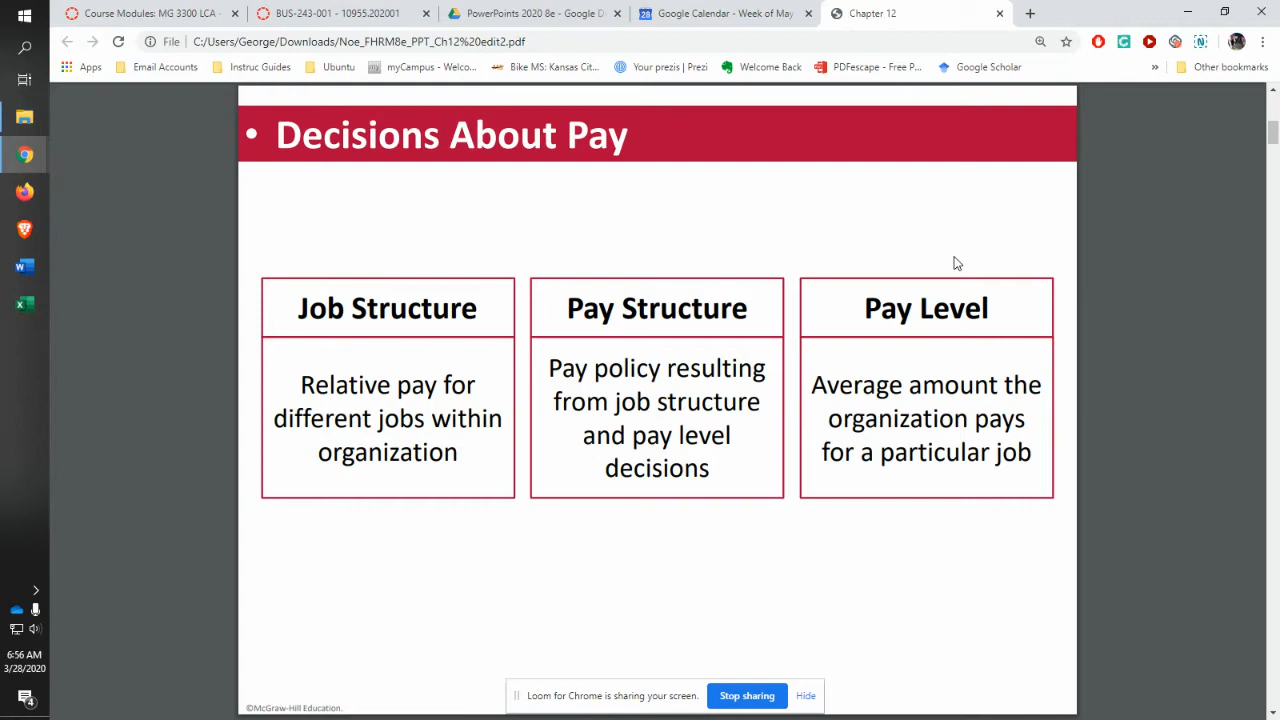 Course Modules: MG 3300 LCA -
BUS-243-001 - 10955.202001
PowerPoints 2020 8e - Google D
28
Google Calendar - Week of May
Chapter 12
File
C:/Users/George/Downloads/Noe_FHRM8e_PPT_Ch12%20edit2.pdf
Apps
Email Accounts
Instruc Guides
Ubuntu
myCampus - Welco...
Bike MS: Kansas Cit...
Your prezis | Prezi
Welcome Back
PDFescape - Free P...
Google Scholar
»
Other bookmarks
• Decisions About Pay
Job Structure
Relative pay for
different jobs within
organization
Pay Structure
Pay policy resulting
from job structure
and pay level
decisions
Pay Level
Average amount the
organization pays
for a particular job
©McGraw-Hill Education.
Loom for Chrome is sharing your screen.
Stop sharing
Hide
6:56 AM
3/28/2020
4